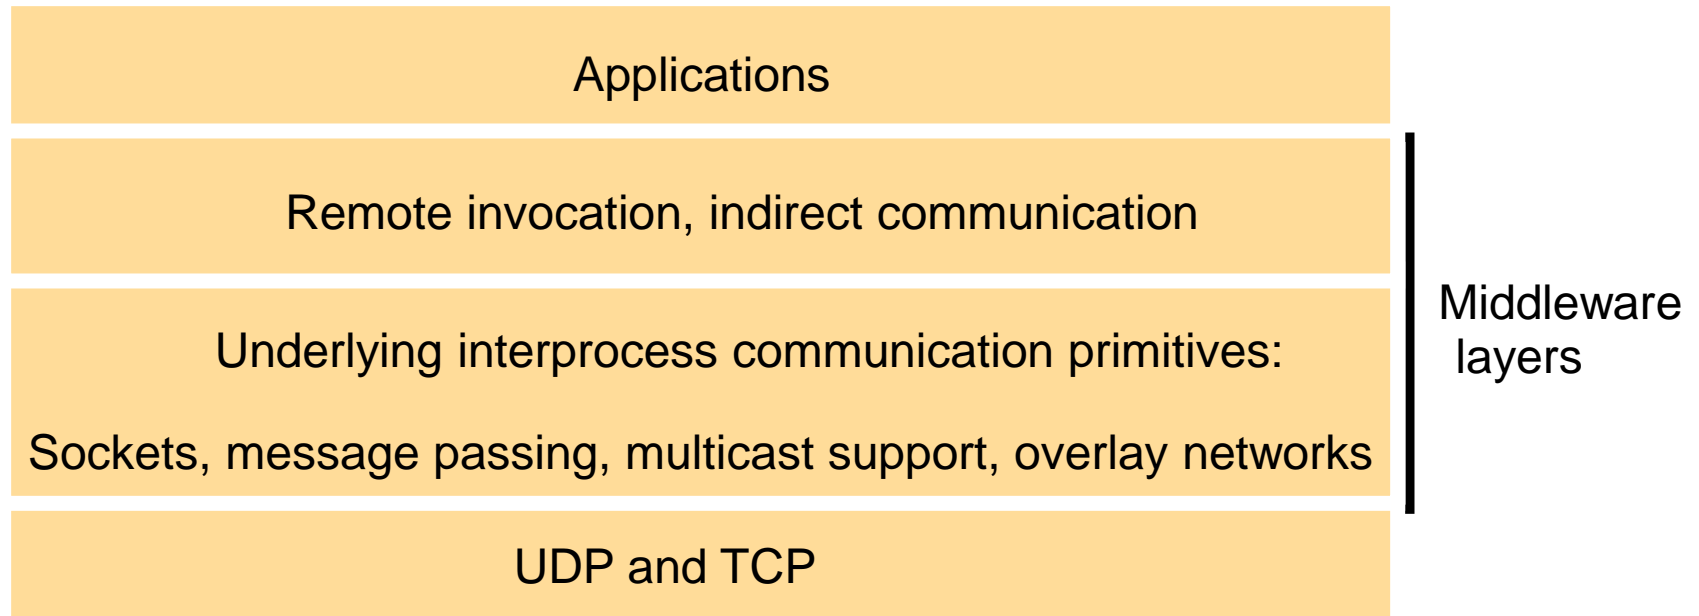 Applications
Remote invocation, indirect communication
Underlying interprocess communication primitives:
Sockets, message passing, multicast support, overlay networks
UDP and TCP
Middleware
layers